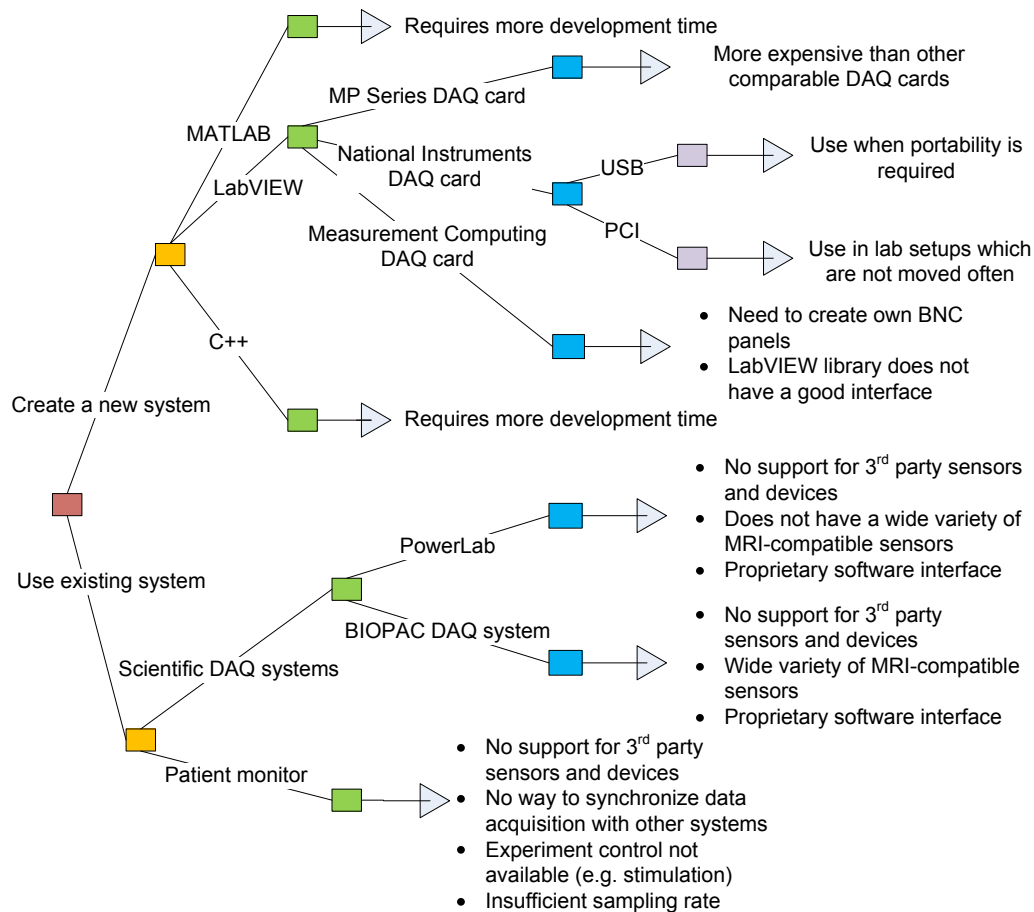 Requires more development time
More expensive than other
comparable DAQ cards
MP Series DAQ card
MATLAB
National Instruments
DAQ card
USB
Use when portability is
required
LabVIEW
PCI
Measurement Computing
DAQ card
Use in lab setups which
are not moved often
• Need to create own BNC
panels
• LabVIEW library does not
have a good interface
C++
Create a new system
Requires more development time
• No support for 3rd party
sensors and devices
• Does not have a wide variety of
MRI-compatible sensors
• Proprietary software interface
PowerLab
Use existing system
BIOPAC DAQ system
• No support for 3rd party
sensors and devices
• Wide variety of MRI-compatible
sensors
• Proprietary software interface
Scientific DAQ systems
Patient monitor
• No support for 3rd party
sensors and devices
• No way to synchronize data
acquisition with other systems
• Experiment control not
available (e.g. stimulation)
• Insufficient sampling rate